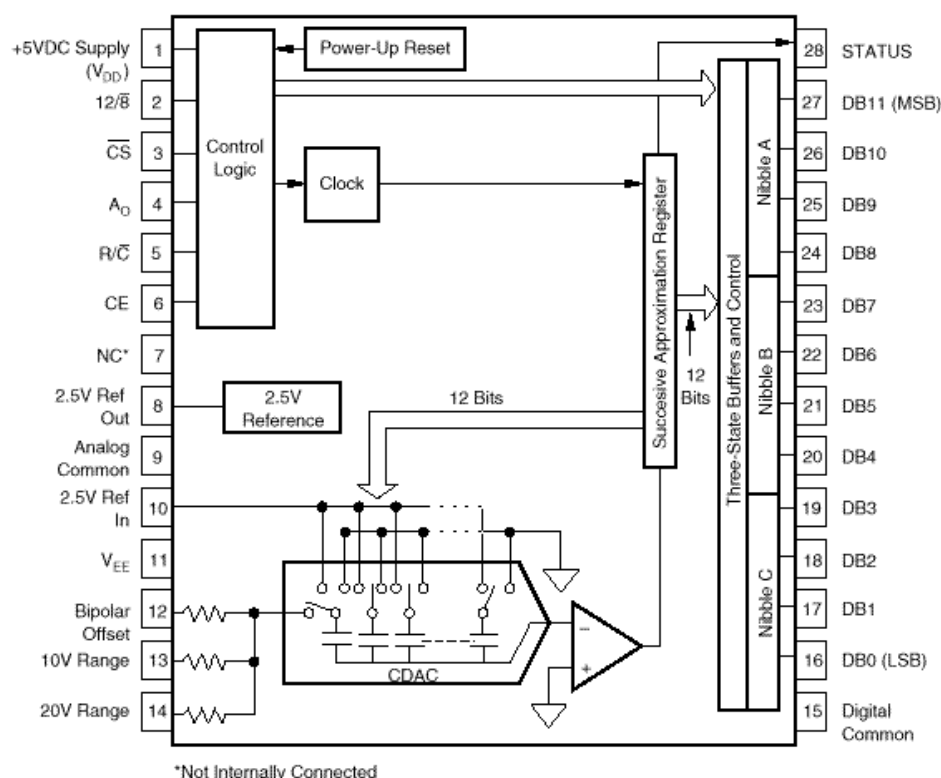 +5VDC Supply
(V_DD)
1
12/8̅
2
C̅S̅
3
A_O
4
R/C̅
5
CE
6
NC*
7
2.5V Ref
Out
8
Analog
Common
9
2.5V Ref
In
10
V_EE
11
Bipolar
Offset
12
10V Range
13
20V Range
14
Control
Logic
Power-Up Reset
Clock
2.5V
Reference
12 Bits
CDAC
−
+
Succesive Approximation Register
12
Bits
Three-State Buffers and Control
Nibble A
Nibble B
Nibble C
28 STATUS
27 DB11 (MSB)
26 DB10
25 DB9
24 DB8
23 DB7
22 DB6
21 DB5
20 DB4
19 DB3
18 DB2
17 DB1
16 DB0 (LSB)
15 Digital
Common
*Not Internally Connected